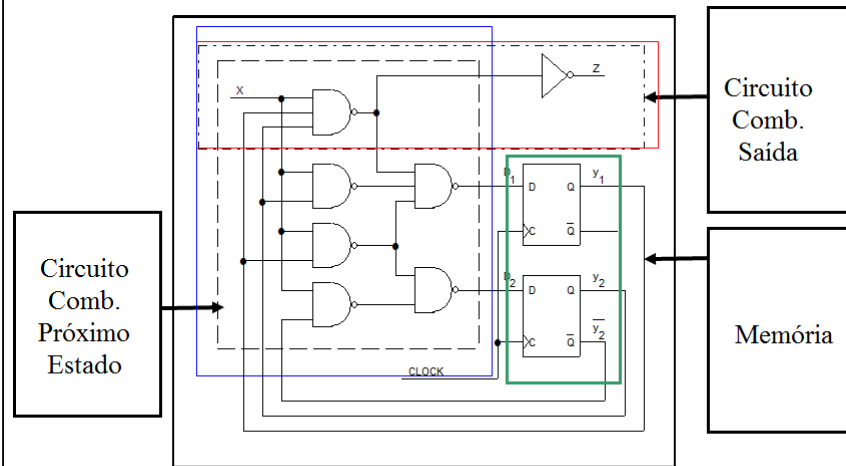 X
Z
Circuito
Comb.
Saída
D1
D
Q
y1
C
Q
Circuito
Comb.
Próximo
Estado
D2
D
Q
y2
C
Q
y2
CLOCK
Memória